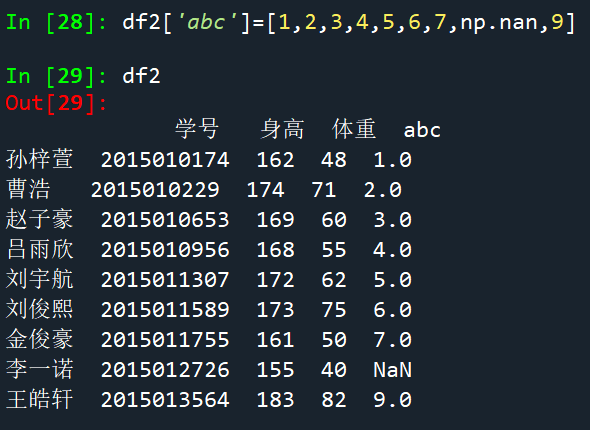 In [28]: df2['abc']=[1,2,3,4,5,6,7,np.nan,9]
In [29]: df2
Out[29]:
学号 身高 体重 abc
孙梓萱 2015010174 162 48 1.0
曹浩 2015010229 174 71 2.0
赵子豪 2015010653 169 60 3.0
吕雨欣 2015010956 168 55 4.0
刘宇航 2015011307 172 62 5.0
刘俊熙 2015011589 173 75 6.0
金俊豪 2015011755 161 50 7.0
李一诺 2015012726 155 40 NaN
王皓轩 2015013564 183 82 9.0